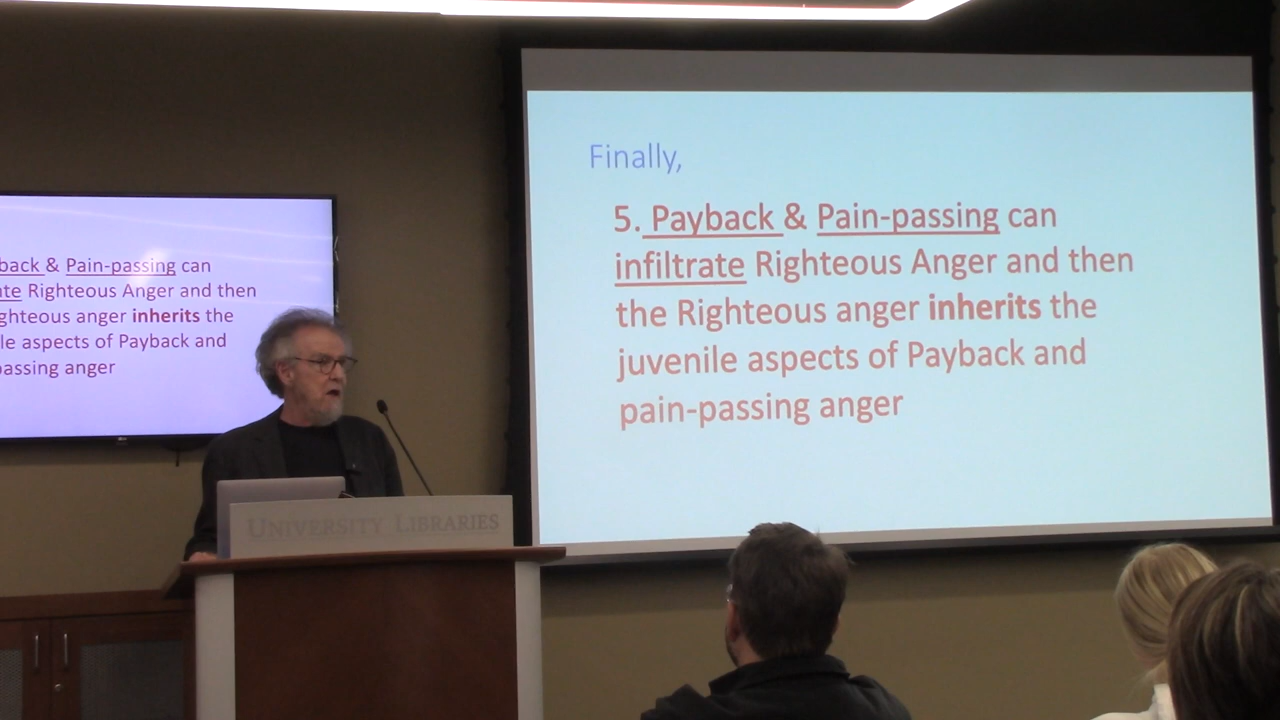 Finally,
5. Payback & Pain-passing can
infiltrate Righteous Anger and then
the Righteous anger inherits the
juvenile aspects of Payback and
pain-passing anger
back & Pain-passing can
ate Righteous Anger and then
ghteous anger inherits the
le aspects of Payback and
passing anger
UNIVERSITY LIBRARIES